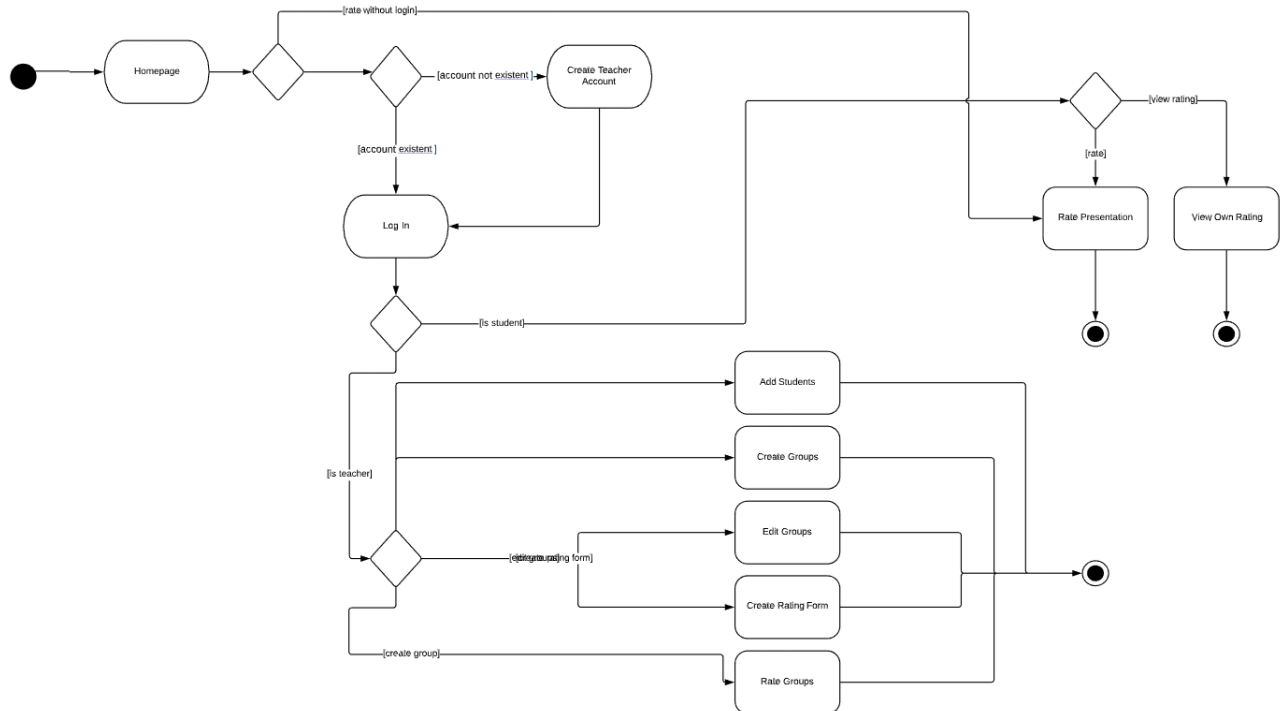 [rate without login]
Homepage
[account not existent ]
Create Teacher
Account
[view rating]
[account existent ]
[rate]
Log In
Rate Presentation
View Own Rating
[is student]
Add Students
Create Groups
[is teacher]
Edit Groups
rating form]
Create Rating Form
[create group]
Rate Groups